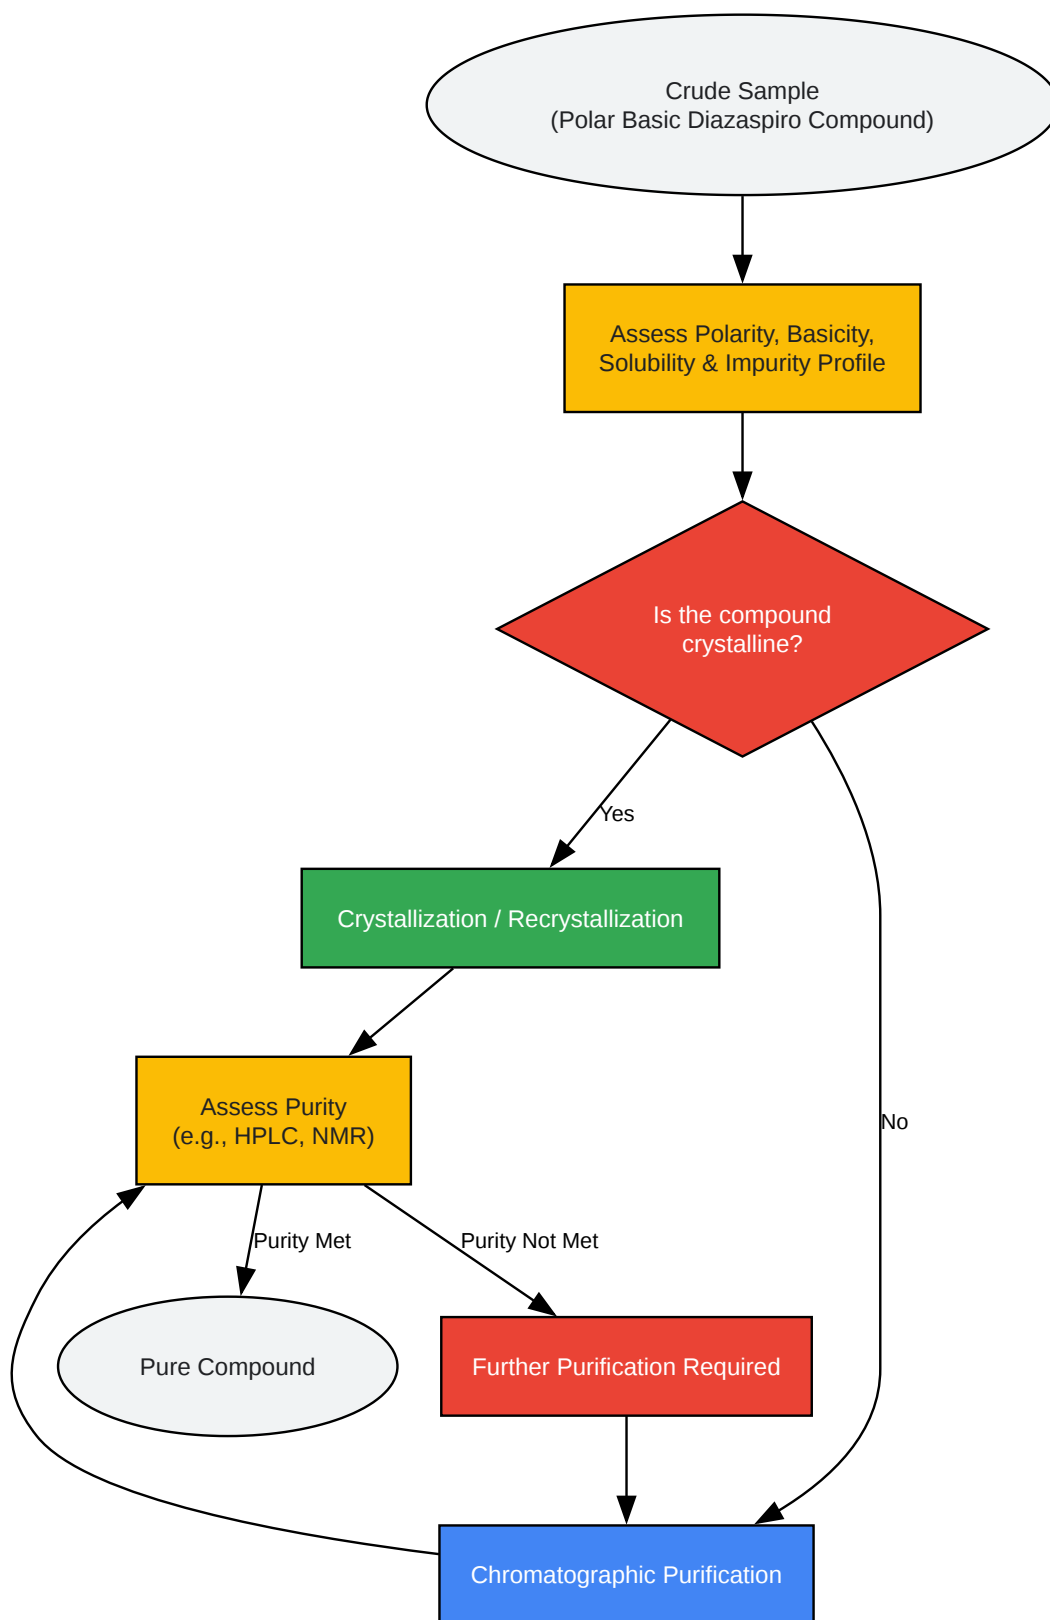 Crude Sample
(Polar Basic Diazaspiro Compound)
Assess Polarity, Basicity,
Solubility & Impurity Profile
Is the compound
crystalline?
Yes
Crystallization / Recrystallization
Assess Purity
(e.g., HPLC, NMR)
No
Purity Met
Purity Not Met
Pure Compound
Further Purification Required
Chromatographic Purification